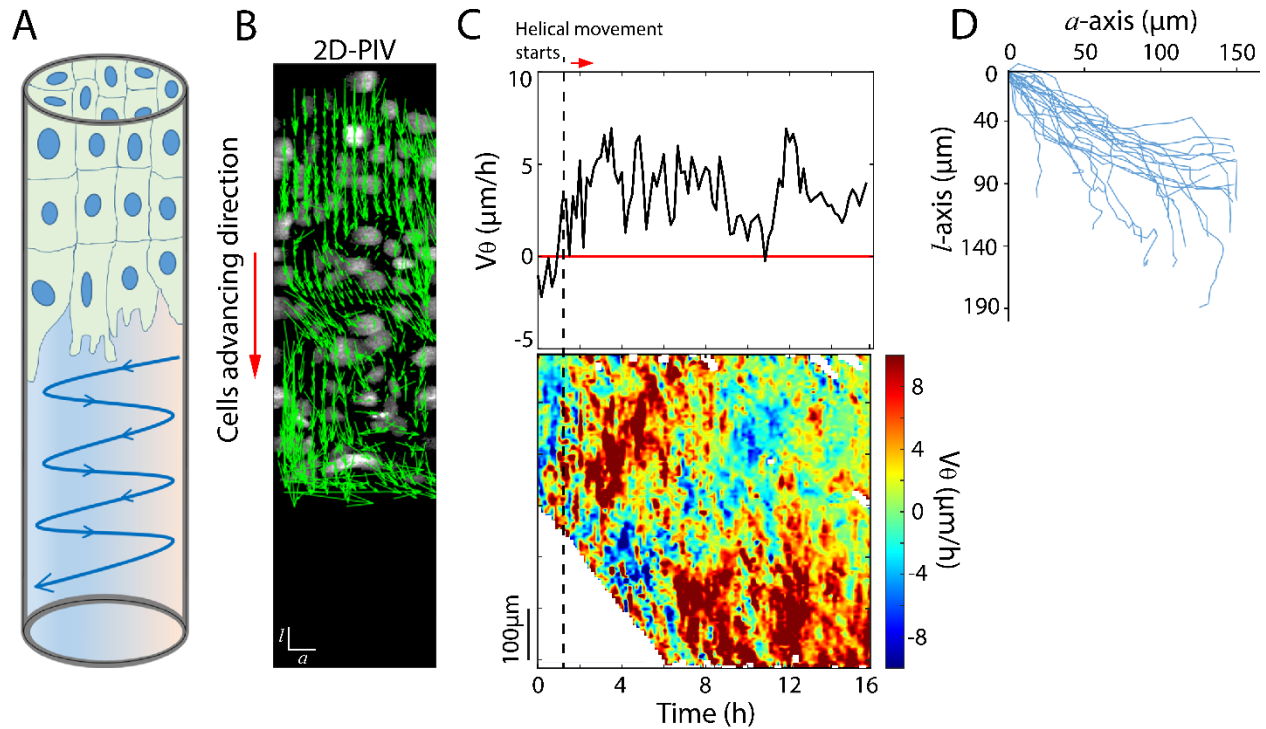 A
B
2D-PIV
Cells advancing direction
l
a
C
Helical movement
starts
Vθ (μm/h)
10
5
0
-5
100μm
0
4
8
12
16
Time (h)
8
4
0
-4
-8
Vθ (μm/h)
D
a-axis (μm)
0
50
100
150
l-axis (μm)
0
40
90
140
190